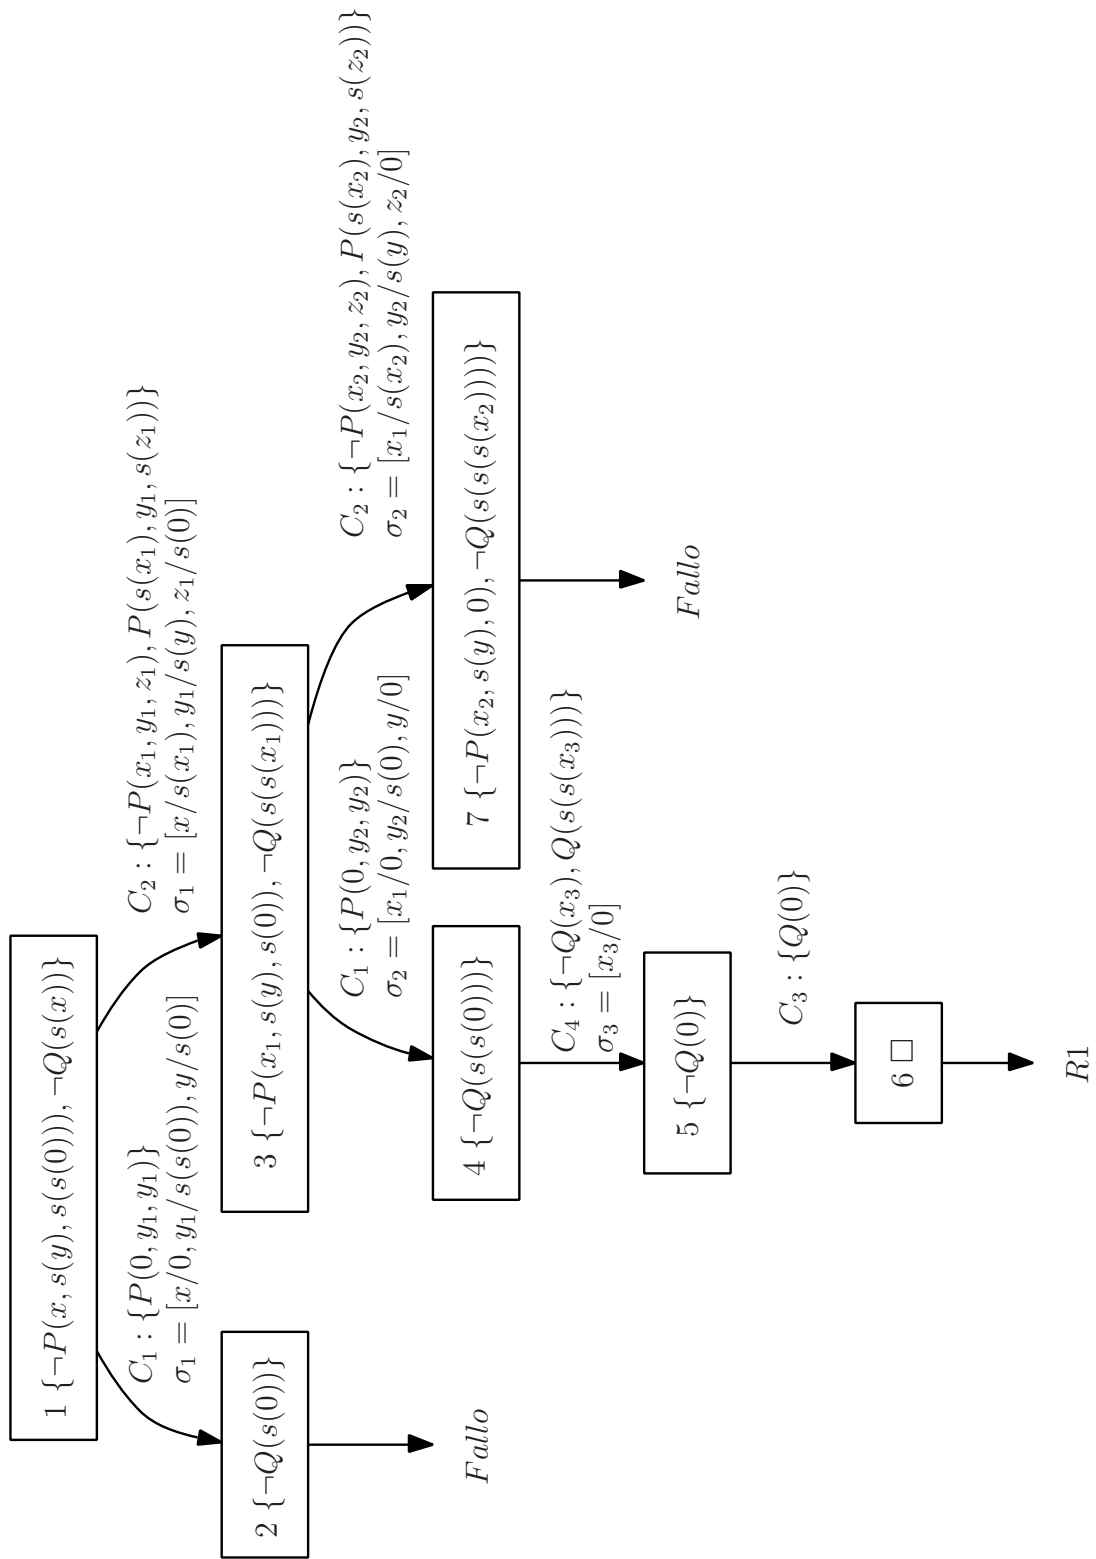 1 {¬P(x, s(y), s(s(0))), ¬Q(s(x))}
C₁ : {P(0, y₁, y₁)}
σ₁ = [x/0, y₁/s(s(0)), y/s(0)]
C₂ : {¬P(x₁, y₁, z₁), P(s(x₁), y₁, s(z₁))}
σ₁ = [x/s(x₁), y₁/s(y), z₁/s(0)]
2 {¬Q(s(0))}
3 {¬P(x₁, s(y), s(0)), ¬Q(s(s(x₁)))}
Fallo
C₁ : {P(0, y₂, y₂)}
σ₂ = [x₁/0, y₂/s(0), y/0]
C₂ : {¬P(x₂, y₂, z₂), P(s(x₂), y₂, s(z₂))}
σ₂ = [x₁/s(x₂), y₂/s(y), z₂/0]
4 {¬Q(s(s(0)))}
7 {¬P(x₂, s(y), 0), ¬Q(s(s(s(x₂))))}
C₄ : {¬Q(x₃), Q(s(s(x₃)))}
σ₃ = [x₃/0]
Fallo
5 {¬Q(0)}
C₃ : {Q(0)}
6 □
R1